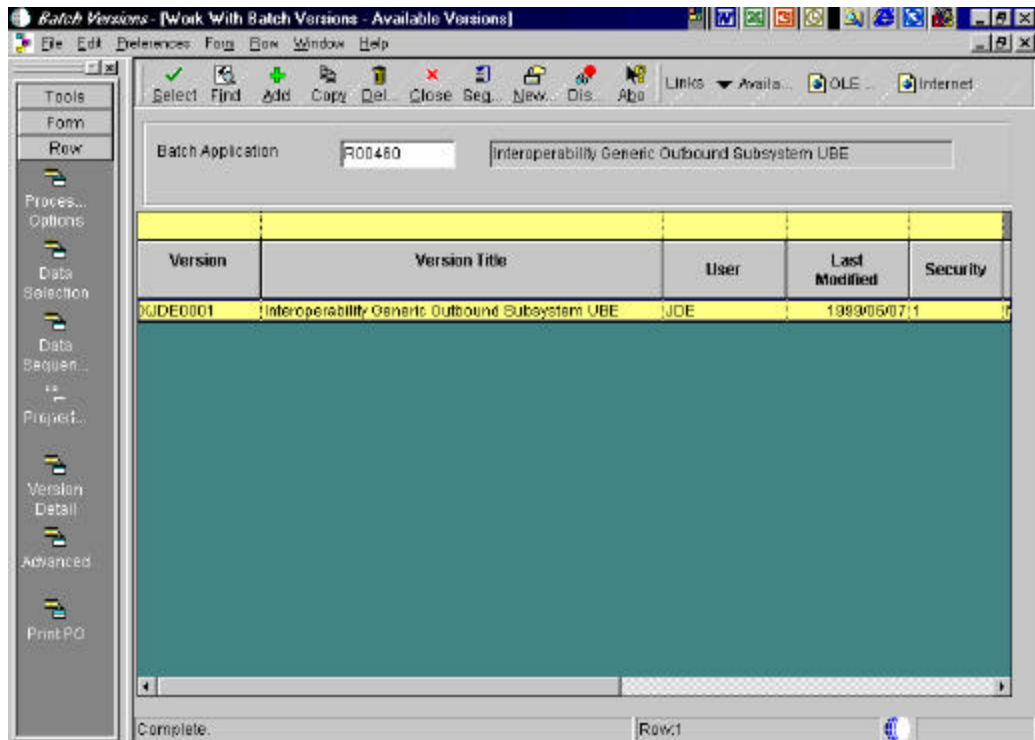 Batch Versions - [Work With Batch Versions - Available Versions]
File Edit Preferences Form Row Window Help
Tools
Form
Row
Select Find Add Copy Del... Close Seq... New... Dis... Abo Links Availa... OLE ... Internet
Batch Application R00460 Interoperability Generic Outbound Subsystem UBE
Proces...
Options
Data
Selection
Data
Sequen...
Propert...
Version
Detail
Advanced
Print PO
Version Version Title User Last Modified Security
XJDE0001 Interoperability Generic Outbound Subsystem UBE JDE 1999/06/07 1
Complete. Row:1